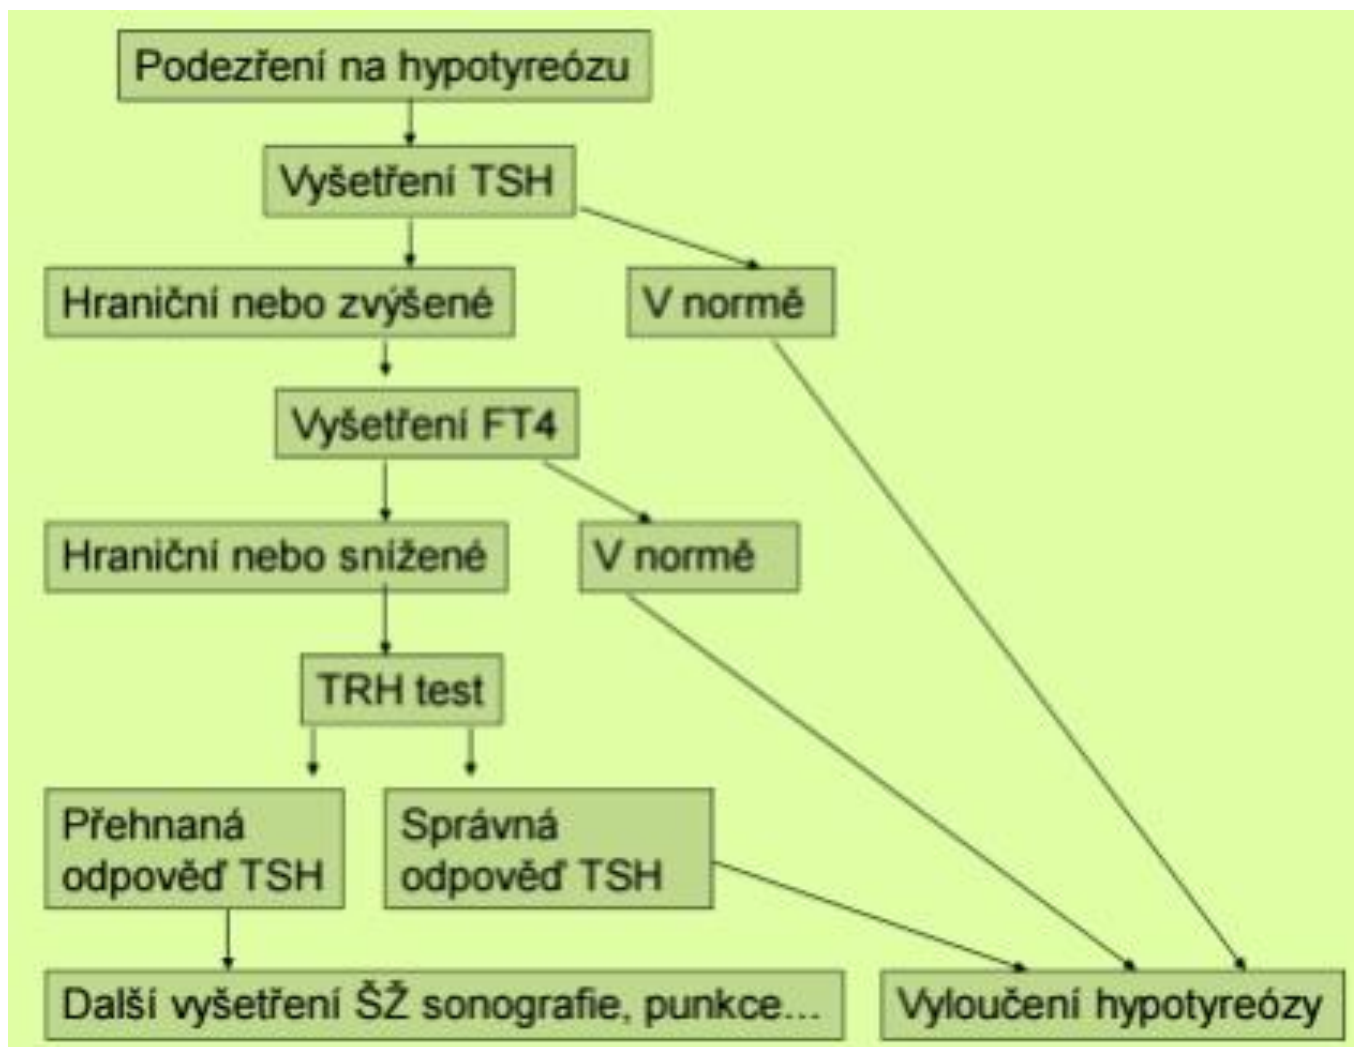 Podezření na hypotyreózu
Vyšetření TSH
Hraniční nebo zvýšené
V normě
Vyšetření FT4
Hraniční nebo snížené
V normě
TRH test
Přehnaná
odpověď TSH
Správná
odpověď TSH
Další vyšetření ŠŽ sonografie, punkce...
Vyloučení hypotyreózy